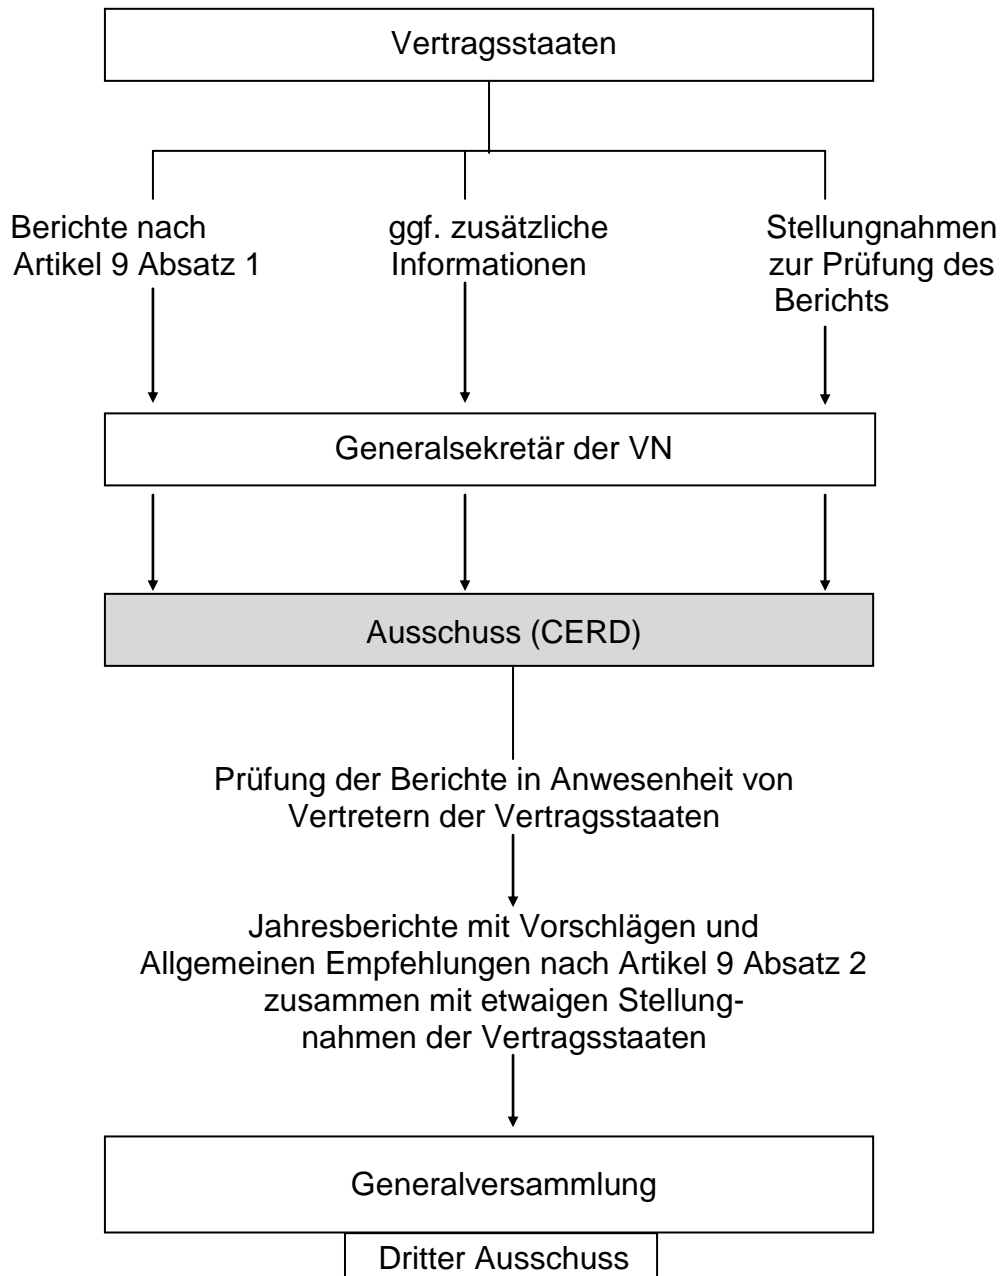 Vertragsstaaten
Berichte nach
Artikel 9 Absatz 1
ggf. zusätzliche
Informationen
Stellungnahmen
zur Prüfung des
Berichts
Generalsekretär der VN
Ausschuss (CERD)
Prüfung der Berichte in Anwesenheit von
Vertretern der Vertragsstaaten
Jahresberichte mit Vorschlägen und
Allgemeinen Empfehlungen nach Artikel 9 Absatz 2
zusammen mit etwaigen Stellung-
nahmen der Vertragsstaaten
Generalversammlung
Dritter Ausschuss